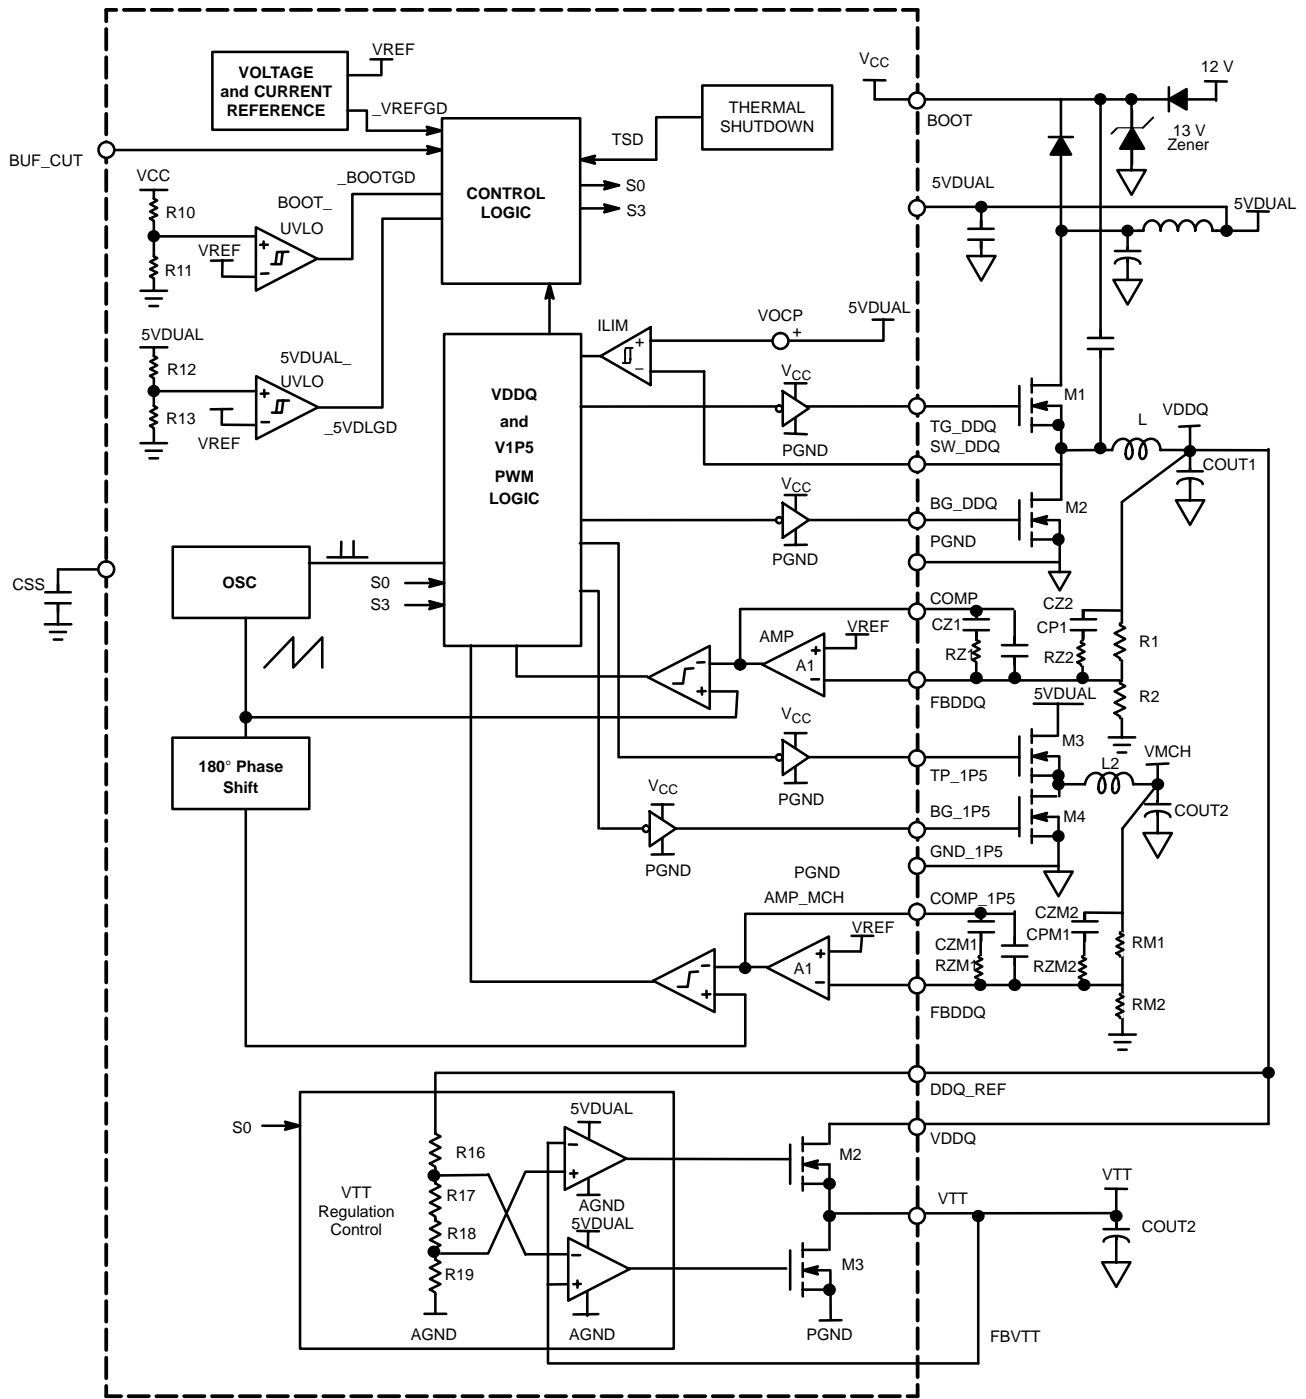 VOLTAGE
and CURRENT
REFERENCE
VREF
_VREFGD
THERMAL
SHUTDOWN
TSD
VCC
BOOT
12 V
13 V
Zener
BUF_CUT
VCC
R10
R11
VREF
BOOT_
UVLO
_BOOTGD
CONTROL
LOGIC
S0
S3
5VDUAL
5VDUAL
5VDUAL
R12
R13
VREF
5VDUAL_
UVLO
_5VDLGD
VDDQ
and
V1P5
PWM
LOGIC
ILIM
VOCP
+
5VDUAL
+
−
VCC
PGND
TG_DDQ
SW_DDQ
M1
L
VDDQ
COUT1
VCC
PGND
BG_DDQ
M2
PGND
CSS
OSC
S0
S3
AMP
VREF
A1
+
−
COMP
CZ1
RZ1
CZ2
CP1
RZ2
R1
R2
FBDDQ
5VDUAL
180° Phase
Shift
VCC
PGND
TP_1P5
M3
L2
VMCH
COUT2
VCC
PGND
BG_1P5
M4
GND_1P5
PGND
AMP_MCH
VREF
A1
+
−
COMP_1P5
CZM1
RZM1
CZM2
CPM1
RZM2
RM1
RM2
FBDDQ
DDQ_REF
S0
VTT
Regulation
Control
R16
R17
R18
R19
AGND
5VDUAL
−
+
AGND
5VDUAL
−
+
AGND
M2
VDDQ
VTT
VTT
COUT2
M3
PGND
FBVTT